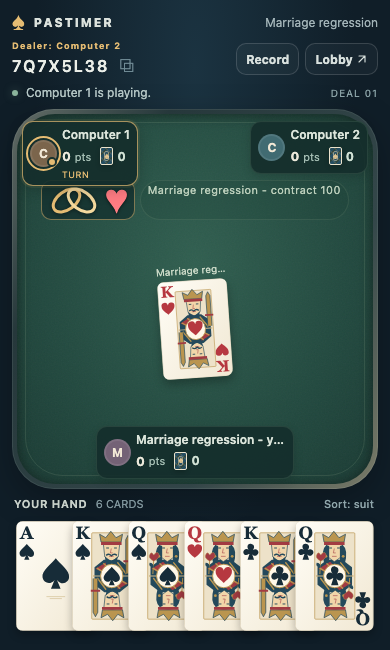 PASTIMER
Marriage regression
Dealer: Computer 2
7Q7X5L38
Record
Lobby ↗
Computer 1 is playing.
DEAL 01
C
Computer 1
0 pts 0
TURN
C
Computer 2
0 pts 0
Marriage regression - contract 100
Marriage reg...
K
K
M
Marriage regression - y...
0 pts 0
YOUR HAND 6 CARDS
Sort: suit
A
K
Q
Q
K
Q
Q